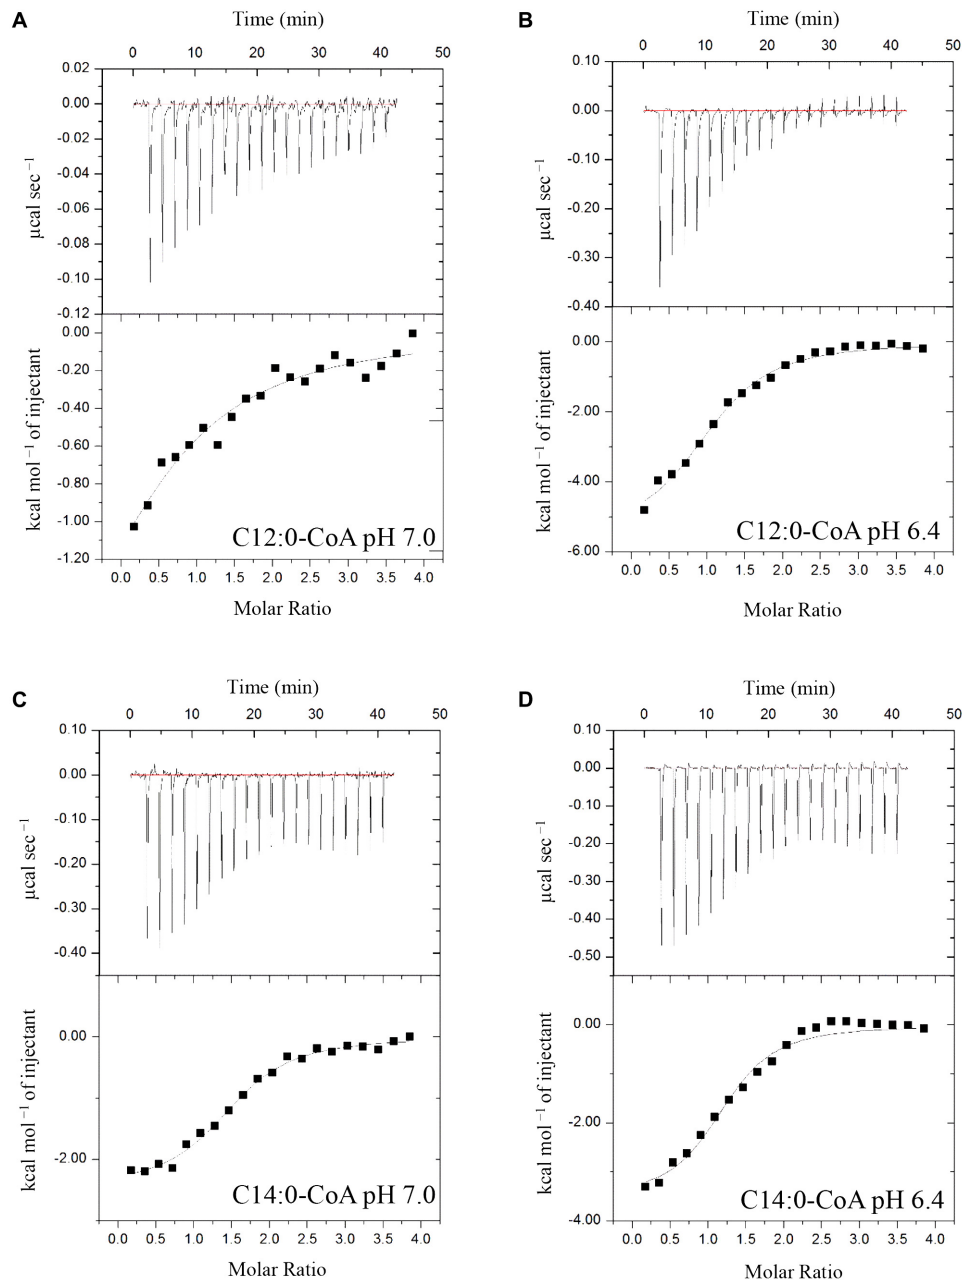 A
Time (min)
0 10 20 30 40 50
0.02
0.00
-0.02
-0.04
-0.06
-0.08
-0.10
-0.12
µcal sec⁻¹
0.00
-0.20
-0.40
-0.60
-0.80
-1.00
-1.20
kcal mol⁻¹ of injectant
C12:0-CoA pH 7.0
0.0 0.5 1.0 1.5 2.0 2.5 3.0 3.5 4.0
Molar Ratio
B
Time (min)
0 10 20 30 40 50
0.10
0.00
-0.10
-0.20
-0.30
-0.40
µcal sec⁻¹
0.00
-2.00
-4.00
-6.00
kcal mol⁻¹ of injectant
C12:0-CoA pH 6.4
0.0 0.5 1.0 1.5 2.0 2.5 3.0 3.5 4.0
Molar Ratio
C
Time (min)
0 10 20 30 40 50
0.10
0.00
-0.10
-0.20
-0.30
-0.40
µcal sec⁻¹
0.00
-2.00
kcal mol⁻¹ of injectant
C14:0-CoA pH 7.0
0.0 0.5 1.0 1.5 2.0 2.5 3.0 3.5 4.0
Molar Ratio
D
Time (min)
0 10 20 30 40 50
0.10
0.00
-0.10
-0.20
-0.30
-0.40
-0.50
µcal sec⁻¹
0.00
-2.00
-4.00
kcal mol⁻¹ of injectant
C14:0-CoA pH 6.4
0.0 0.5 1.0 1.5 2.0 2.5 3.0 3.5 4.0
Molar Ratio